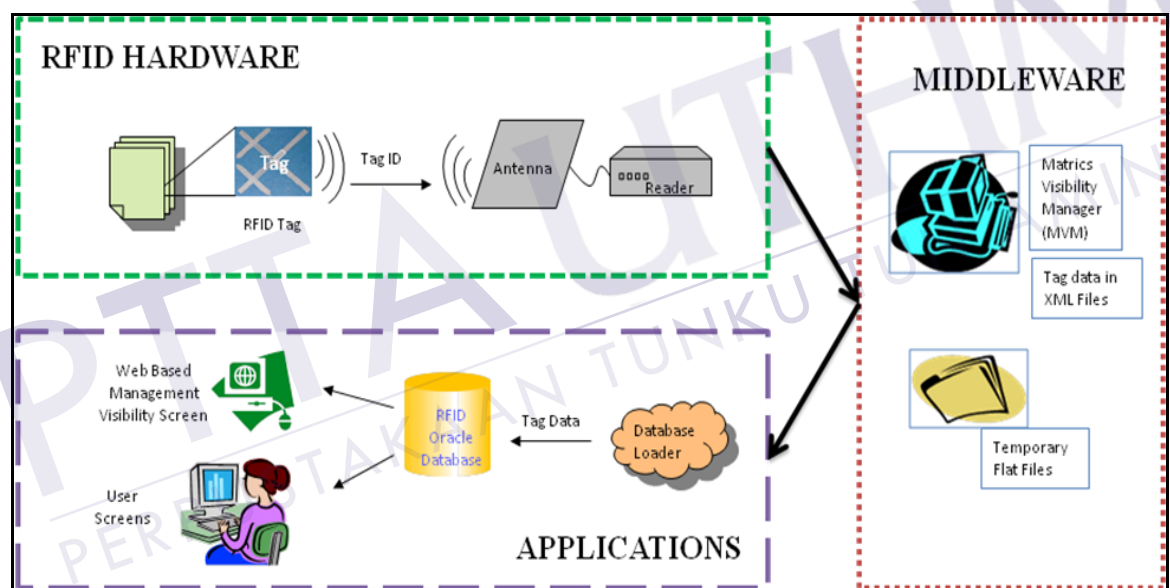 RFID HARDWARE
Tag
Tag ID
RFID Tag
Antenna
Reader
MIDDLEWARE
Matrics
Visibility
Manager
(MVM)
Tag data in
XML Files
Temporary
Flat Files
Web Based
Management
Visibility Screen
User
Screens
RFID
Oracle
Database
Tag Data
Database
Loader
APPLICATIONS
PTTA UTHM
PERPUSTAKAAN TUNKU TUN AMIN